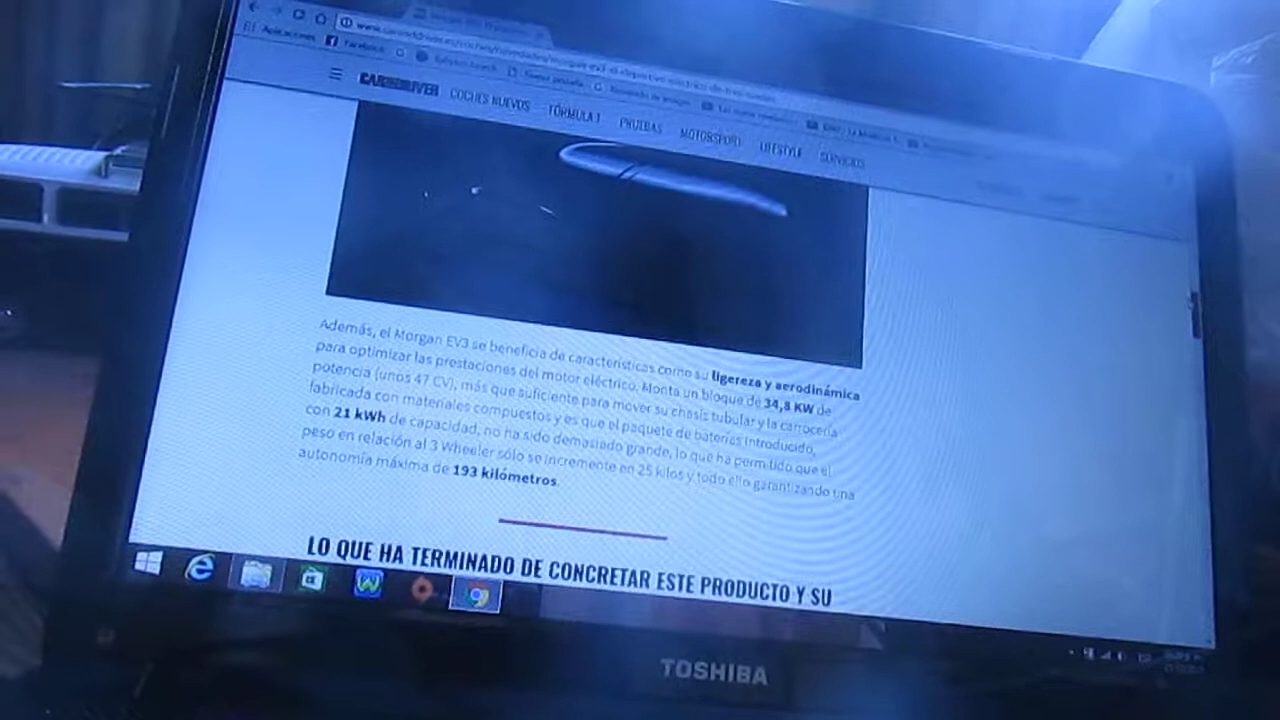 Aplicaciones Facebook
CAR AND DRIVER COCHES NUEVOS FÓRMULA 1 PRUEBAS MOTORSPORT LIFESTYLE SERVICIOS
Además, el Morgan EV3 se beneficia de características como su ligereza y aerodinámica
para optimizar las prestaciones del motor eléctrico. Monta un bloque de 34,8 KW de
potencia (unos 47 CV), más que suficiente para mover su chasis tubular y la carrocería
fabricada con materiales compuestos y es que el paquete de baterías introducido,
con 21 kWh de capacidad, no ha sido demasiado grande, lo que ha permitido que el
peso en relación al 3 Wheeler sólo se incremente en 25 kilos y todo ello garantizando una
autonomía máxima de 193 kilómetros.
LO QUE HA TERMINADO DE CONCRETAR ESTE PRODUCTO Y SU
TOSHIBA